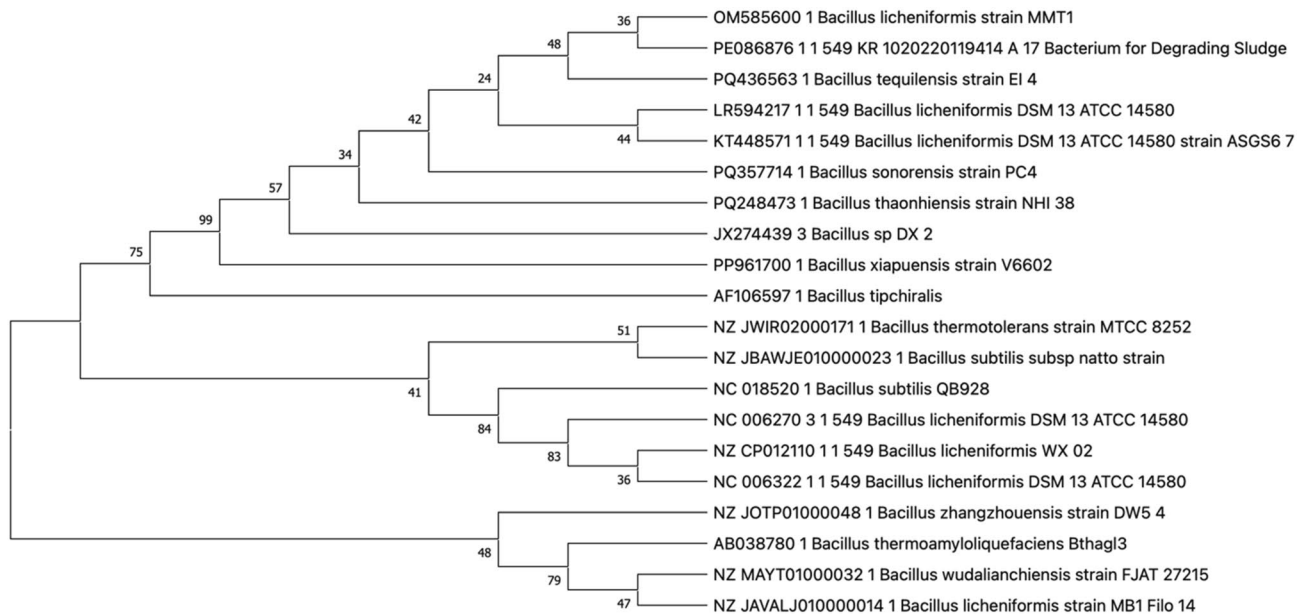 36
OM585600 1 Bacillus licheniformis strain MMT1
48
PE086876 1 1 549 KR 1020220119414 A 17 Bacterium for Degrading Sludge
24
PQ436563 1 Bacillus tequilensis strain EI 4
42
LR594217 1 1 549 Bacillus licheniformis DSM 13 ATCC 14580
44
KT448571 1 1 549 Bacillus licheniformis DSM 13 ATCC 14580 strain ASGS6 7
34
PQ357714 1 Bacillus sonorensis strain PC4
57
PQ248473 1 Bacillus thaonhiensis strain NHI 38
99
JX274439 3 Bacillus sp DX 2
75
PP961700 1 Bacillus xiapuensis strain V6602
AF106597 1 Bacillus tipchiralis
51
NZ JWIR02000171 1 Bacillus thermotolerans strain MTCC 8252
NZ JBAWJE010000023 1 Bacillus subtilis subsp natto strain
41
NC 018520 1 Bacillus subtilis QB928
84
NC 006270 3 1 549 Bacillus licheniformis DSM 13 ATCC 14580
83
NZ CP012110 1 1 549 Bacillus licheniformis WX 02
36
NC 006322 1 1 549 Bacillus licheniformis DSM 13 ATCC 14580
NZ JOTP01000048 1 Bacillus zhangzhouensis strain DW5 4
48
AB038780 1 Bacillus thermoamyloliquefaciens Bthagl3
79
NZ MAYT01000032 1 Bacillus wudalianchiensis strain FJAT 27215
47
NZ JAVALJ010000014 1 Bacillus licheniformis strain MB1 Filo 14